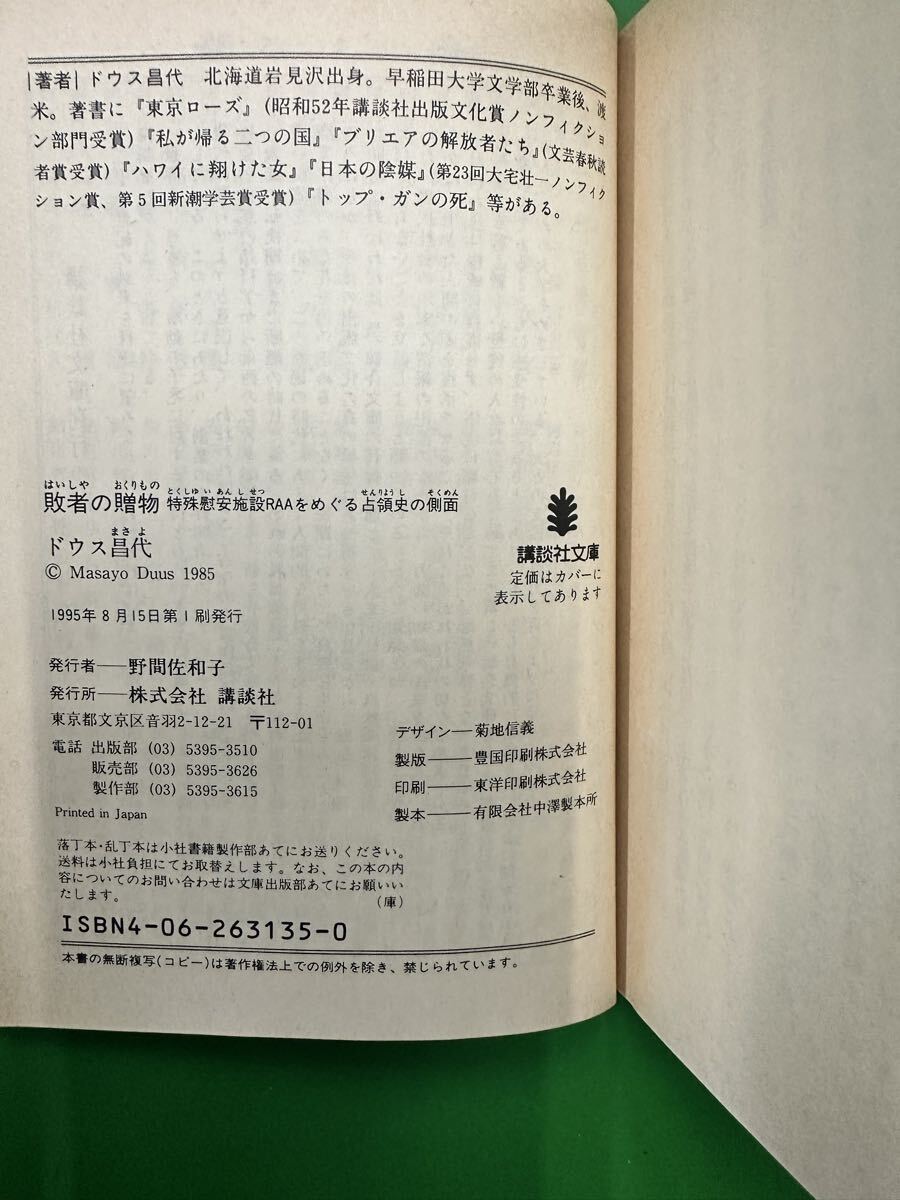 |著者| ドウス昌代　北海道岩見沢出身。早稲田大学文学部卒業後、渡
米。著書に『東京ローズ』(昭和52年講談社出版文化賞ノンフィクショ
ン部門受賞)『私が帰る二つの国』『ブリエアの解放者たち』(文芸春秋読
者賞受賞)『ハワイに翔けた女』『日本の陰媒』(第23回大宅壮一ノンフィク
ション賞、第5回新潮学芸賞受賞)『トップ・ガンの死』等がある。
はいしや おくりもの とくしゆ い あん し せつ せんりよう し そくめん
敗者の贈物 特殊慰安施設RAAをめぐる占領史の側面
まさ よ
ドウス昌代
© Masayo Duus 1985
1995年8月15日第1刷発行
講談社文庫
定価はカバーに
表示してあります
発行者――野間佐和子
発行所――株式会社 講談社
東京都文京区音羽2-12-21 〒112-01
電話 出版部 (03) 5395-3510
販売部 (03) 5395-3626
製作部 (03) 5395-3615
Printed in Japan
デザイン――菊地信義
製版――豊国印刷株式会社
印刷――東洋印刷株式会社
製本――有限会社中澤製本所
落丁本・乱丁本は小社書籍製作部あてにお送りください。
送料は小社負担にてお取替えします。なお、この本の内
容についてのお問い合わせは文庫出版部あてにお願いい
たします。　(庫)
ISBN4-06-263135-0
本書の無断複写(コピー)は著作権法上での例外を除き、禁じられています。